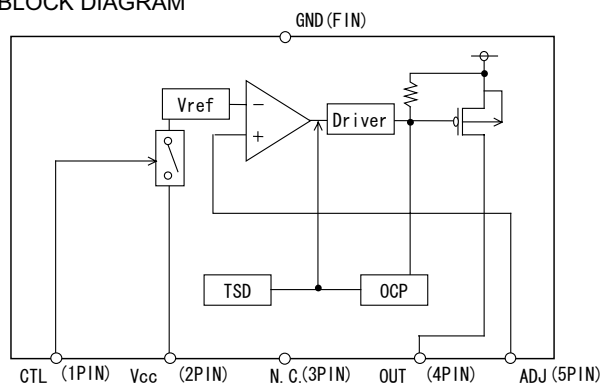 BLOCK DIAGRAM
GND(FIN)
Vref
−
+
Driver
TSD
OCP
CTL (1PIN) Vcc (2PIN) N.C.(3PIN) OUT (4PIN) ADJ(5PIN)